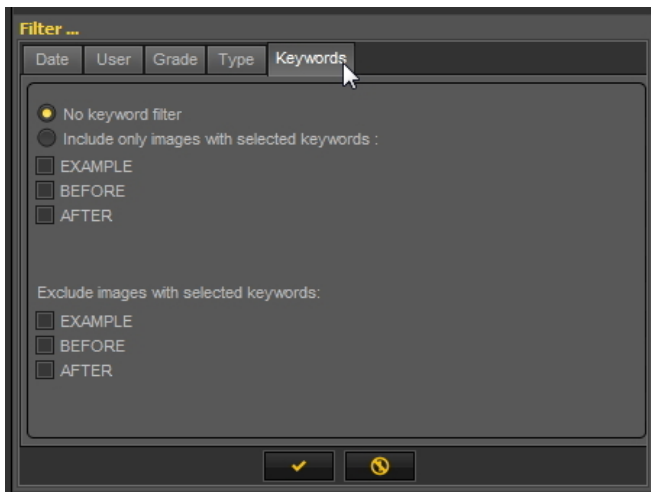 Filter ...
Date User Grade Type Keywords
No keyword filter
Include only images with selected keywords :
EXAMPLE
BEFORE
AFTER
Exclude images with selected keywords:
EXAMPLE
BEFORE
AFTER